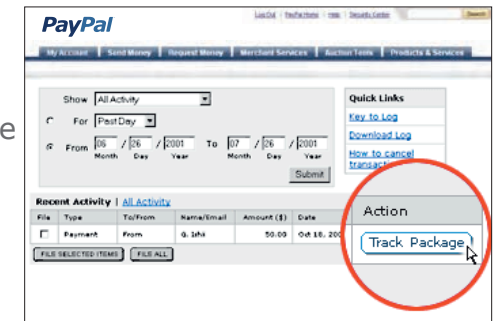 PayPal
Log Out | Preferences | Help | Security Center
My Account Send Money Request Money Merchant Services Auction Tools Products & Services
Show All Activity
For Past Day
From 06 / 26 / 2001 To 07 / 26 / 2001
Month Day Year Month Day Year
Submit
Quick Links
Key to Log
Download Log
How to cancel
e
Recent Activity | All Activity
File Type To/From Name/Email Amount ($) Date
Payment From 50.00 Oct 18, 200
FILE SELECTED ITEMS FILE ALL
Action
Track Package